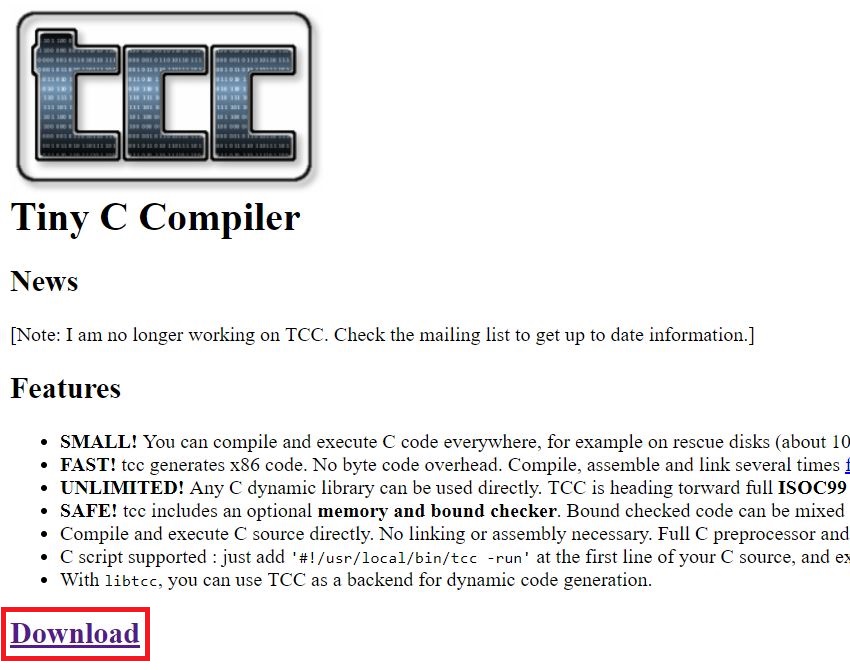 tcc
Tiny C Compiler
News
[Note: I am no longer working on TCC. Check the mailing list to get up to date information.]
Features
• SMALL! You can compile and execute C code everywhere, for example on rescue disks (about 10
• FAST! tcc generates x86 code. No byte code overhead. Compile, assemble and link several times f
• UNLIMITED! Any C dynamic library can be used directly. TCC is heading torward full ISOC99
• SAFE! tcc includes an optional memory and bound checker. Bound checked code can be mixed
• Compile and execute C source directly. No linking or assembly necessary. Full C preprocessor and
• C script supported : just add '#!/usr/local/bin/tcc -run' at the first line of your C source, and ex
• With libtcc, you can use TCC as a backend for dynamic code generation.
Download